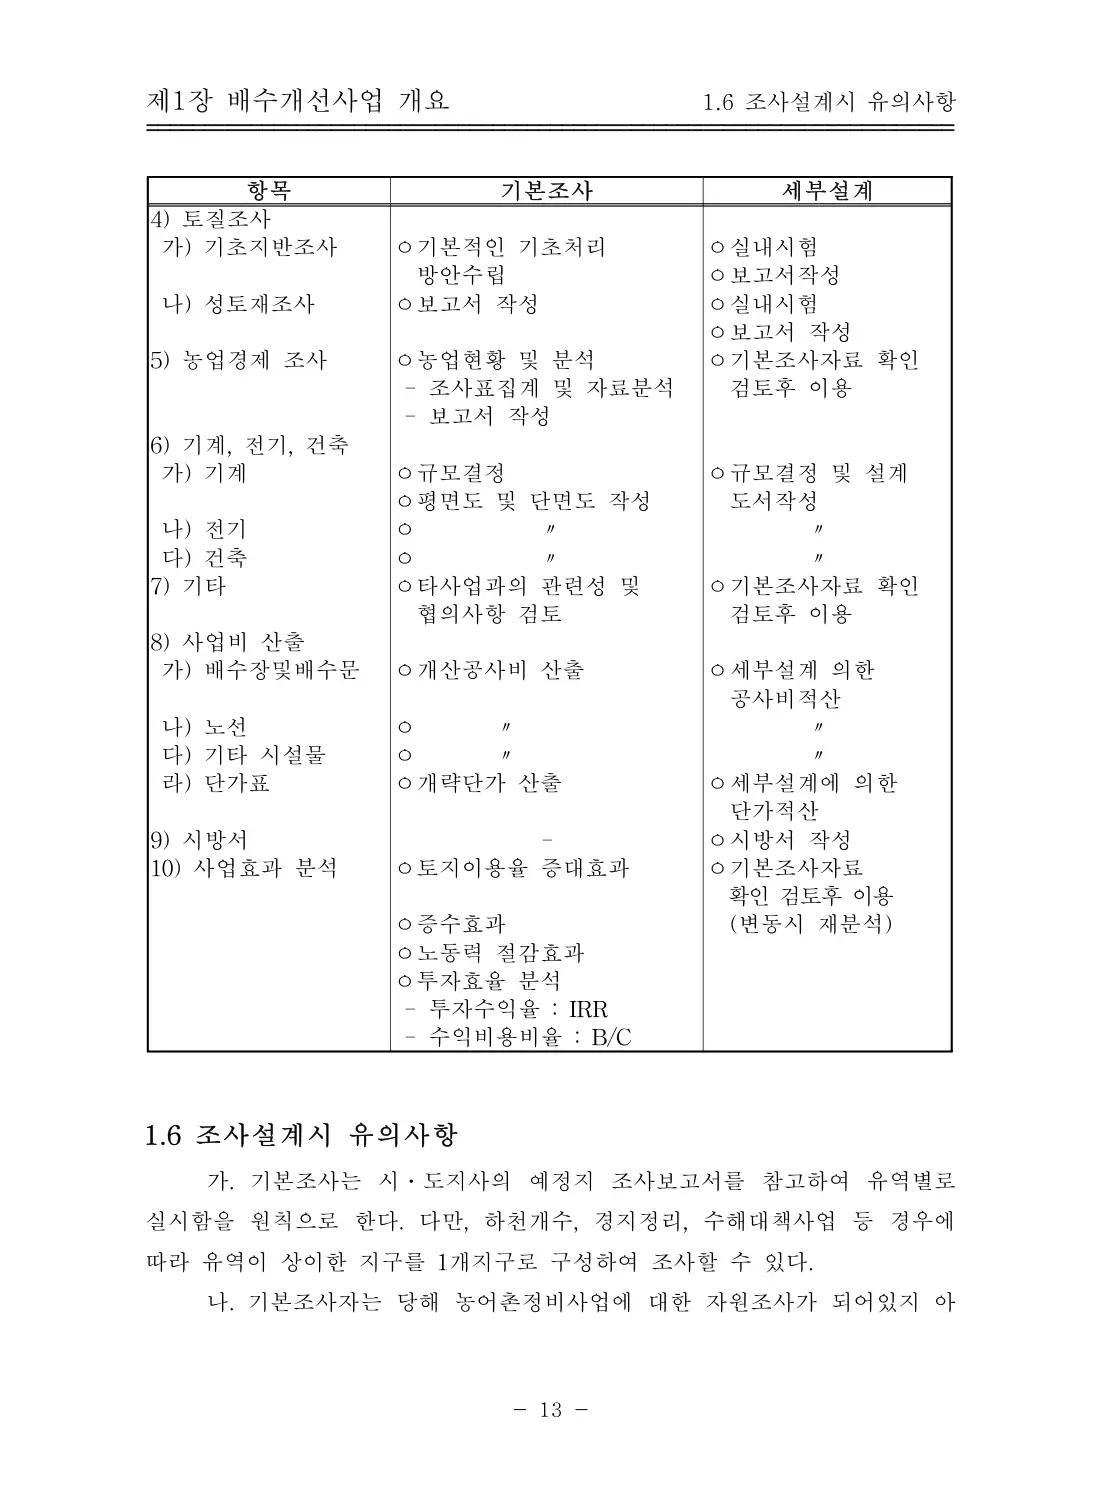 제1장 배수개선사업 개요 1.6 조사설계시 유의사항
항목 기본조사 세부설계
4) 토질조사
가) 기초지반조사 ㅇ기본적인 기초처리 ㅇ실내시험
방안수립 ㅇ보고서작성
나) 성토재조사 ㅇ보고서 작성 ㅇ실내시험
ㅇ보고서 작성
5) 농업경제 조사 ㅇ농업현황 및 분석 ㅇ기본조사자료 확인
- 조사표집계 및 자료분석 검토후 이용
- 보고서 작성
6) 기계, 전기, 건축
가) 기계 ㅇ규모결정 ㅇ규모결정 및 설계
ㅇ평면도 및 단면도 작성 도서작성
나) 전기 ㅇ 〃 〃
다) 건축 ㅇ 〃 〃
7) 기타 ㅇ타사업과의 관련성 및 ㅇ기본조사자료 확인
협의사항 검토 검토후 이용
8) 사업비 산출
가) 배수장및배수문 ㅇ개산공사비 산출 ㅇ세부설계 의한
공사비적산
나) 노선 ㅇ 〃 〃
다) 기타 시설물 ㅇ 〃 〃
라) 단가표 ㅇ개략단가 산출 ㅇ세부설계에 의한
단가적산
9) 시방서 - ㅇ시방서 작성
10) 사업효과 분석 ㅇ토지이용율 증대효과 ㅇ기본조사자료
확인 검토후 이용
ㅇ증수효과 (변동시 재분석)
ㅇ노동력 절감효과
ㅇ투자효율 분석
- 투자수익율 : IRR
- 수익비용비율 : B/C
1.6 조사설계시 유의사항
가. 기본조사는 시·도지사의 예정지 조사보고서를 참고하여 유역별로
실시함을 원칙으로 한다. 다만, 하천개수, 경지정리, 수해대책사업 등 경우에
따라 유역이 상이한 지구를 1개지구로 구성하여 조사할 수 있다.
나. 기본조사자는 당해 농어촌정비사업에 대한 자원조사가 되어있지 아
- 13 -